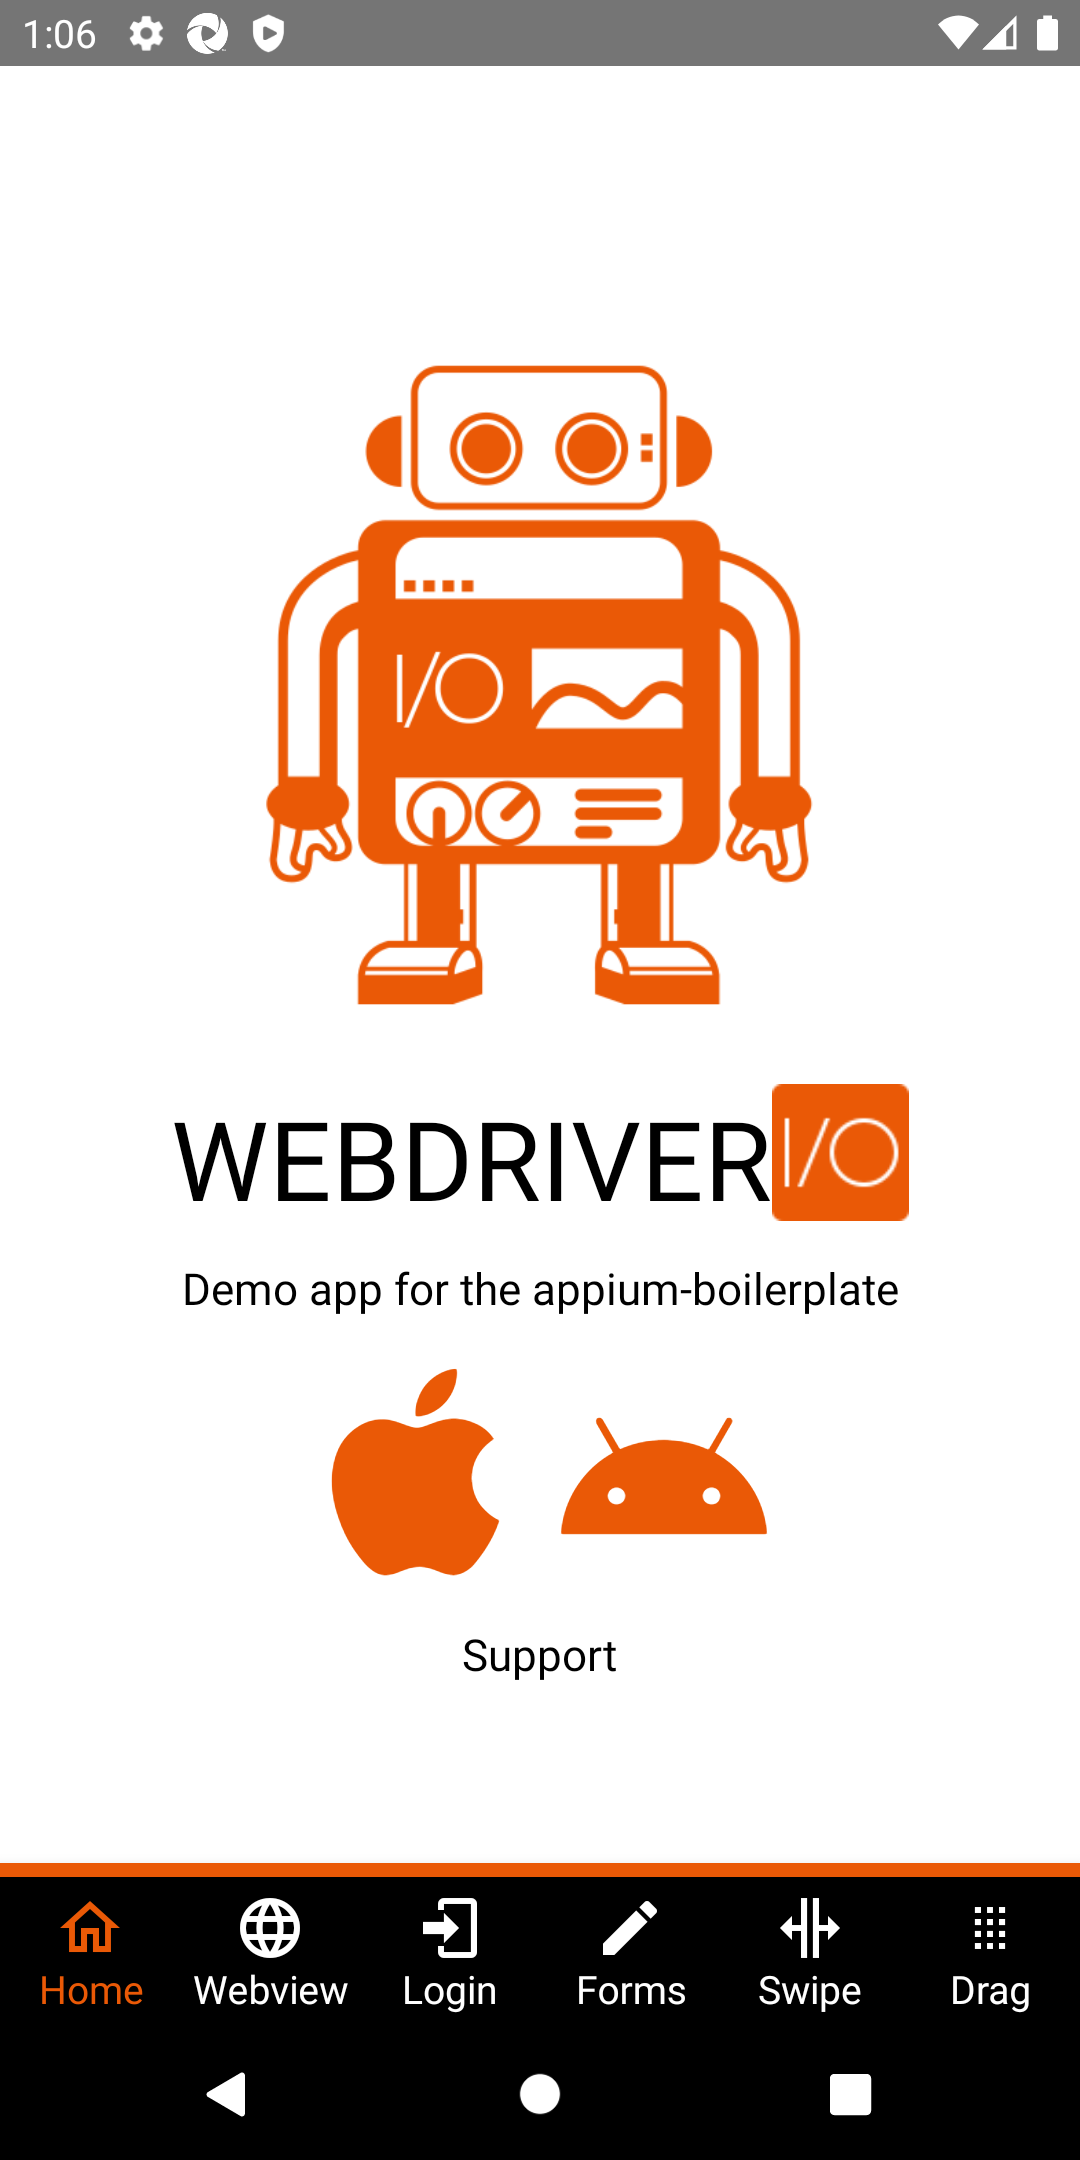 1:06
I/O
WEBDRIVER I/O
Demo app for the appium-boilerplate
Support
Home Webview Login Forms Swipe Drag